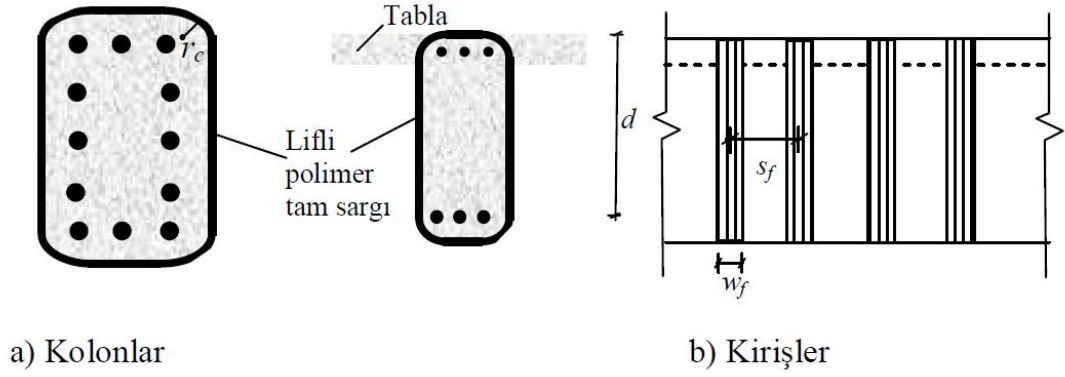 Tabla
r_c
Lifli
polimer
tam sargı
d
s_f
w_f
a) Kolonlar
b) Kirişler